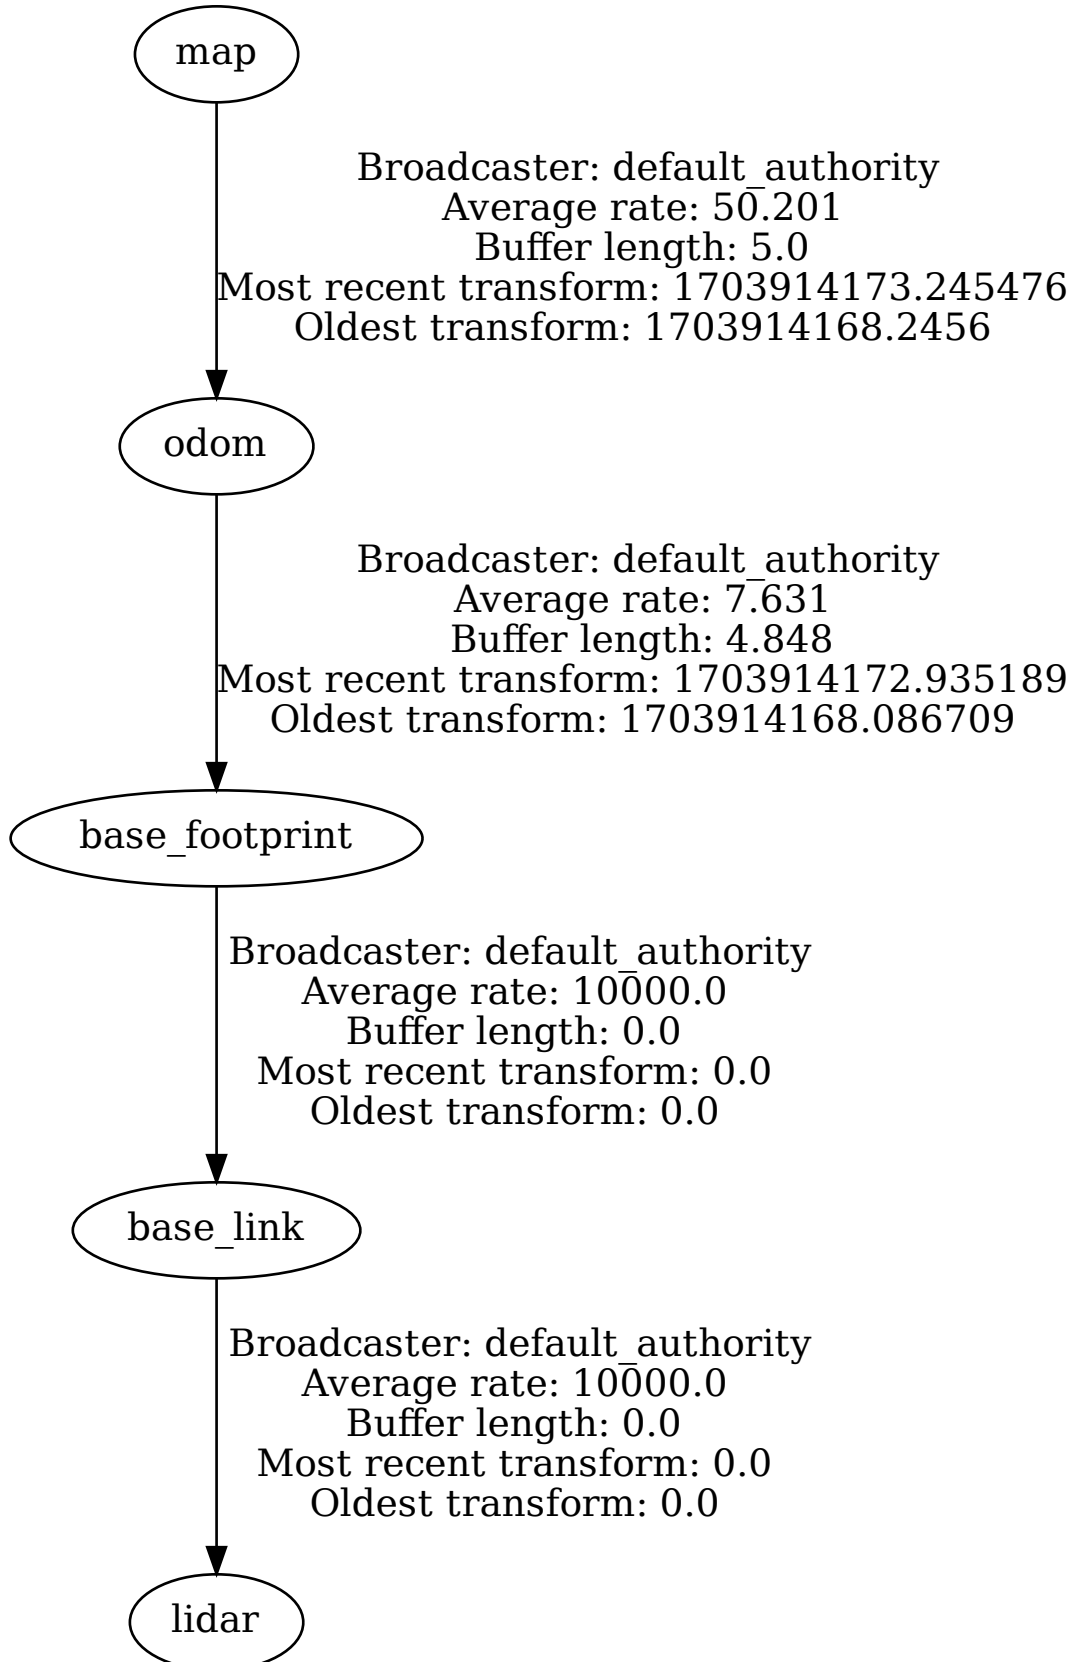 map
Broadcaster: default_authority
Average rate: 50.201
Buffer length: 5.0
Most recent transform: 1703914173.245476
Oldest transform: 1703914168.2456
odom
Broadcaster: default_authority
Average rate: 7.631
Buffer length: 4.848
Most recent transform: 1703914172.935189
Oldest transform: 1703914168.086709
base_footprint
Broadcaster: default_authority
Average rate: 10000.0
Buffer length: 0.0
Most recent transform: 0.0
Oldest transform: 0.0
base_link
Broadcaster: default_authority
Average rate: 10000.0
Buffer length: 0.0
Most recent transform: 0.0
Oldest transform: 0.0
lidar